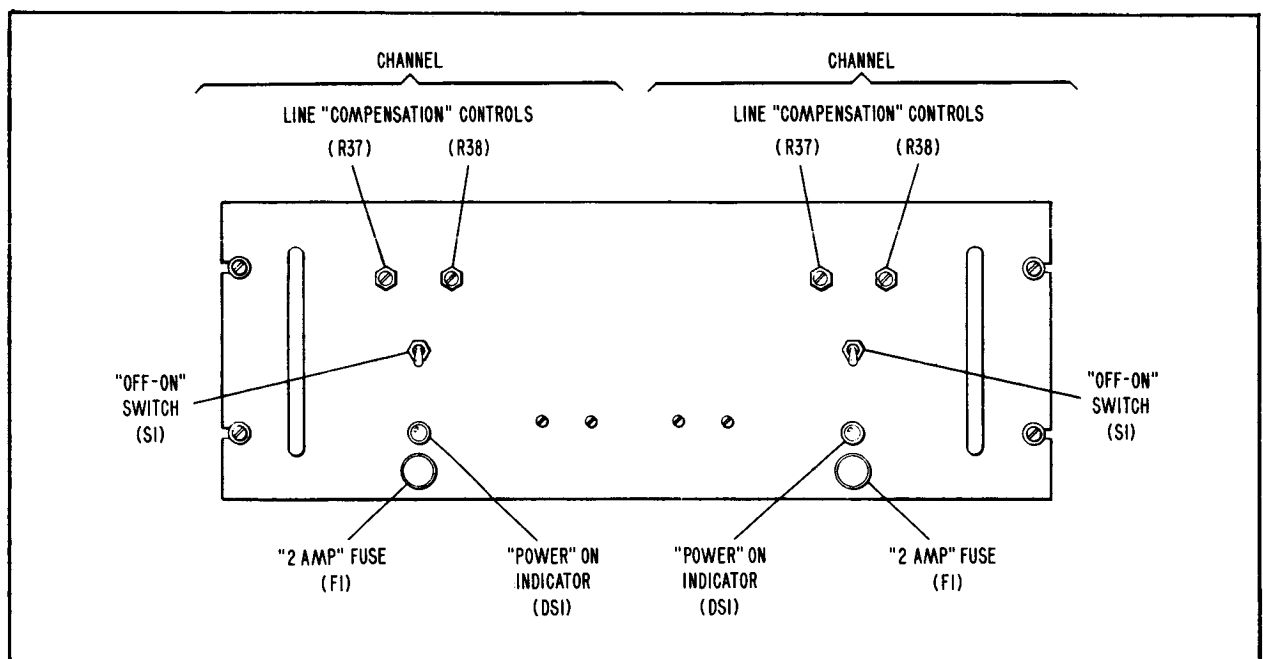 CHANNEL
CHANNEL
LINE "COMPENSATION" CONTROLS
LINE "COMPENSATION" CONTROLS
(R37)
(R38)
(R37)
(R38)
"OFF-ON"
SWITCH
(S1)
"OFF-ON"
SWITCH
(S1)
"2 AMP" FUSE
(F1)
"POWER" ON
INDICATOR
(DS1)
"POWER" ON
INDICATOR
(DS1)
"2 AMP" FUSE
(F1)